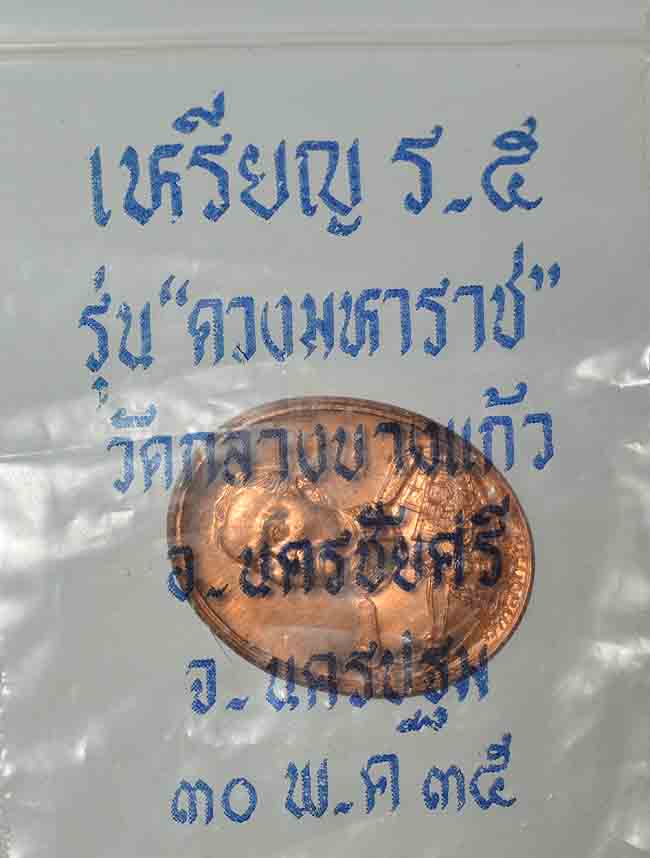 เหรียญ ร.๕
รุ่น “ดวงมหาราช”
วัดกลางบางแก้ว
อ. นครชัยศรี
จ. นครปฐม
๓๐ พ.ค ๓๕